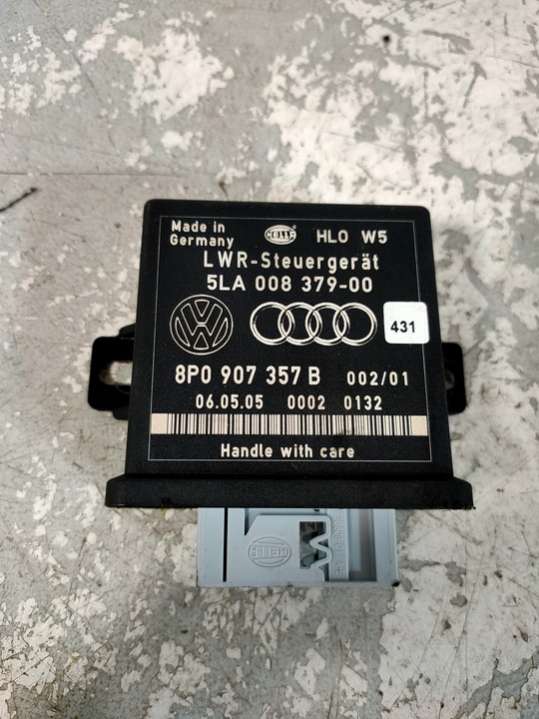 Made in
Germany
HELLA
HLO W5
LWR-Steuergerät
5LA 008 379-00
VW
431
8P0 907 357 B 002/01
06.05.05 0002 0132
Handle with care
HELLA